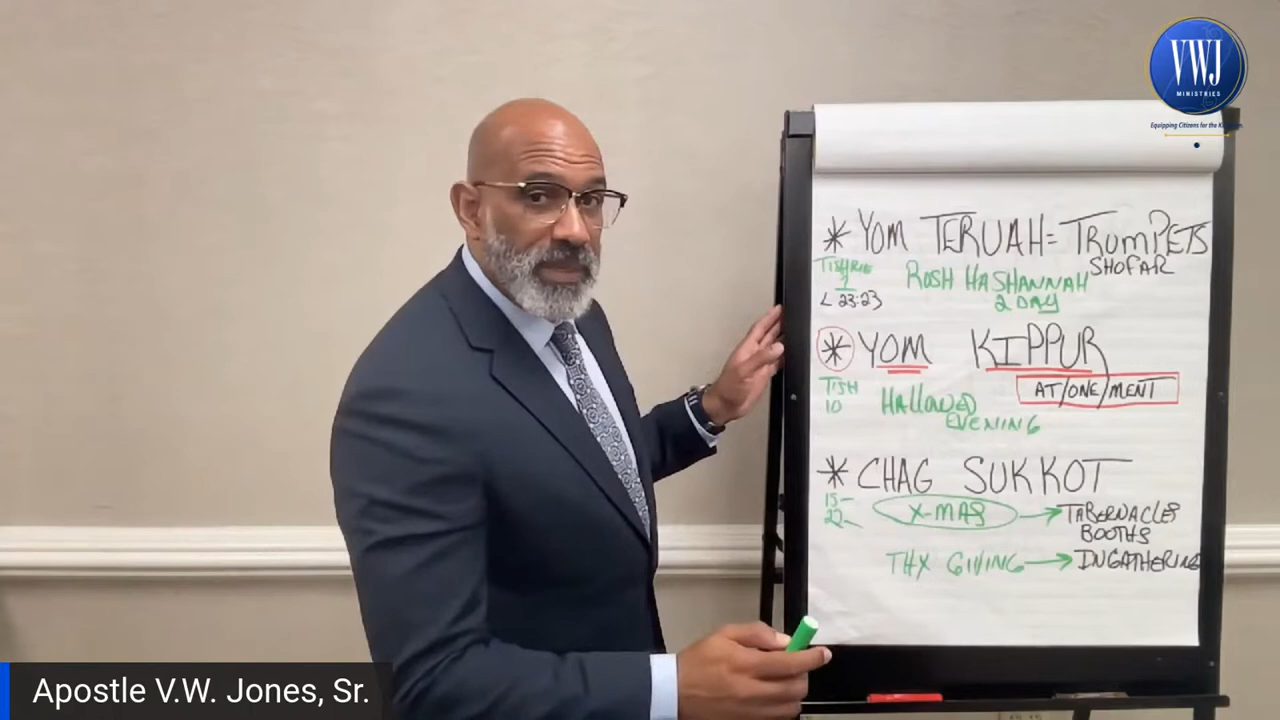 VWJ
MINISTRIES
Equipping Citizens for the
* YOM TERUAH = TRUMPETS
SHOFAR
TISHRIE
1
L 23:23
ROSH HASHANNAH
2 DAY
* YOM KIPPUR
AT/ONE/MENT
TISH
10
HALLOWED
EVENING
* CHAG SUKKOT
15-
22-
X-MAS → TABERNACLES
BOOTHS
THX GIVING → INGATHERING
Apostle V.W. Jones, Sr.